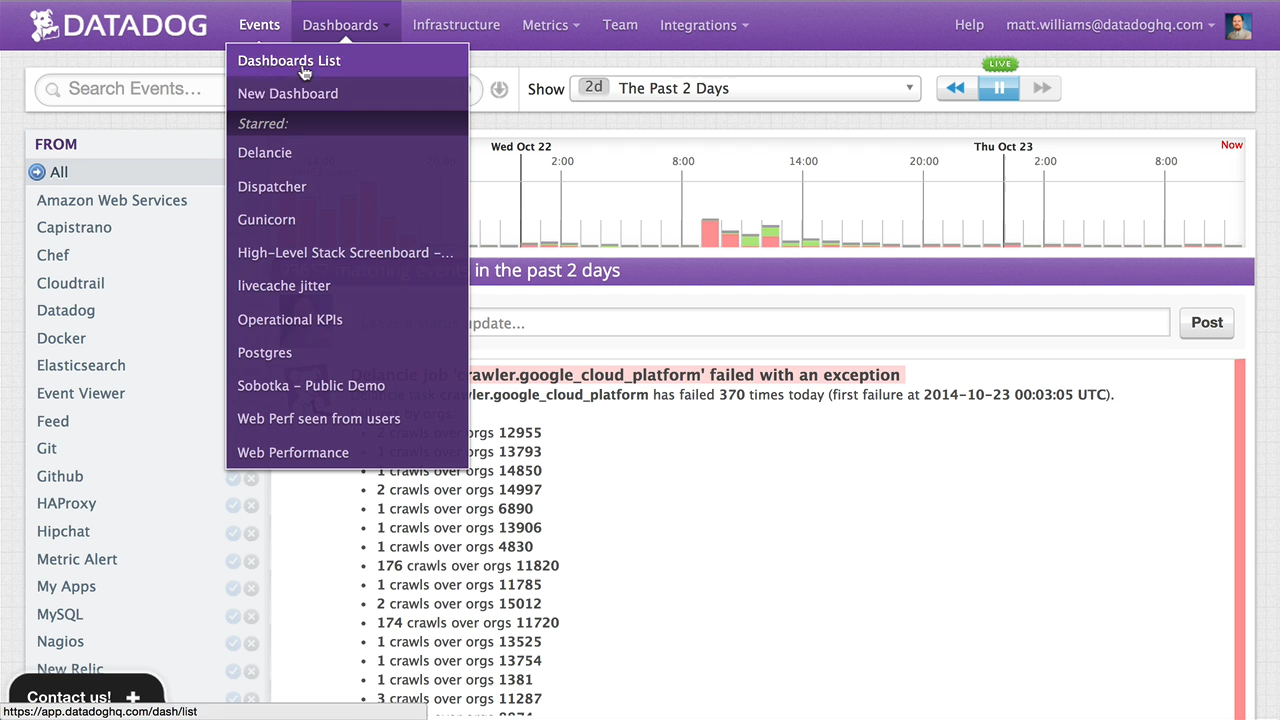 DATADOG
Events
Dashboards
Infrastructure
Metrics
Team
Integrations
Help
matt.williams@datadoghq.com
Dashboards List
New Dashboard
Starred:
Delancie
Dispatcher
Gunicorn
High-Level Stack Screenboard -...
livecache jitter
Operational KPIs
Postgres
Sobotka - Public Demo
Web Perf seen from users
Web Performance
Search Events...
Show
2d The Past 2 Days
LIVE
FROM
All
Amazon Web Services
Capistrano
Chef
Cloudtrail
Datadog
Docker
Elasticsearch
Event Viewer
Feed
Git
Github
HAProxy
Hipchat
Metric Alert
My Apps
MySQL
Nagios
New Relic
Wed Oct 22
Thu Oct 23
Now
2:00
8:00
14:00
20:00
2:00
8:00
in the past 2 days
update...
Post
Delancie job 'crawler.google_cloud_platform' failed with an exception
Delancie task crawler.google_cloud_platform has failed 370 times today (first failure at 2014-10-23 00:03:05 UTC).
2 crawls over orgs 12955
1 crawls over orgs 13793
1 crawls over orgs 14850
2 crawls over orgs 14997
1 crawls over orgs 6890
1 crawls over orgs 13906
1 crawls over orgs 4830
176 crawls over orgs 11820
1 crawls over orgs 11785
2 crawls over orgs 15012
174 crawls over orgs 11720
1 crawls over orgs 13525
1 crawls over orgs 13754
1 crawls over orgs 1381
3 crawls over orgs 11287
Contact us! +
https://app.datadoghq.com/dash/list